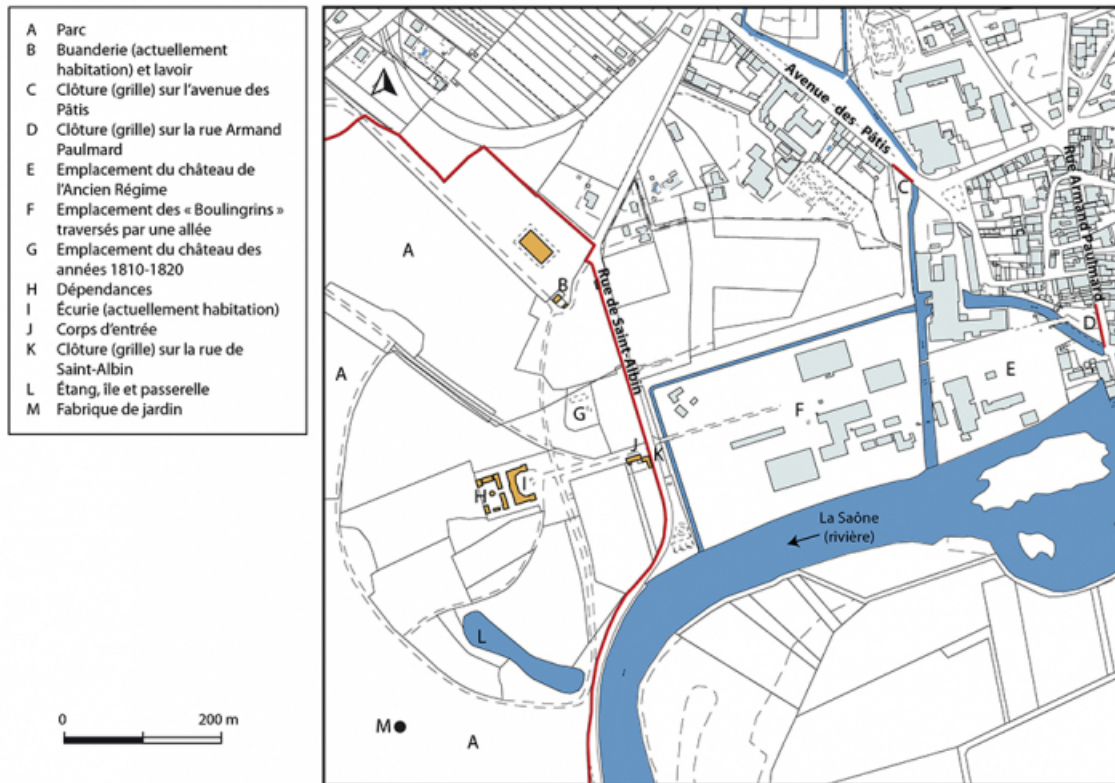 A Parc
B Buanderie (actuellement
habitation) et lavoir
C Clôture (grille) sur l'avenue des
Pâtis
D Clôture (grille) sur la rue Armand
Paulmard
E Emplacement du château de
l'Ancien Régime
F Emplacement des « Boulingrins »
traversés par une allée
G Emplacement du château des
années 1810-1820
H Dépendances
I Écurie (actuellement habitation)
J Corps d'entrée
K Clôture (grille) sur la rue de
Saint-Albin
L Étang, île et passerelle
M Fabrique de jardin
0 200 m
Avenue des Pâtis
C
Rue Armand Paulmard
D
A
B
Rue de Saint-Albin
A
E
F
G
J
K
H
I
La Saône
(rivière)
L
M
A